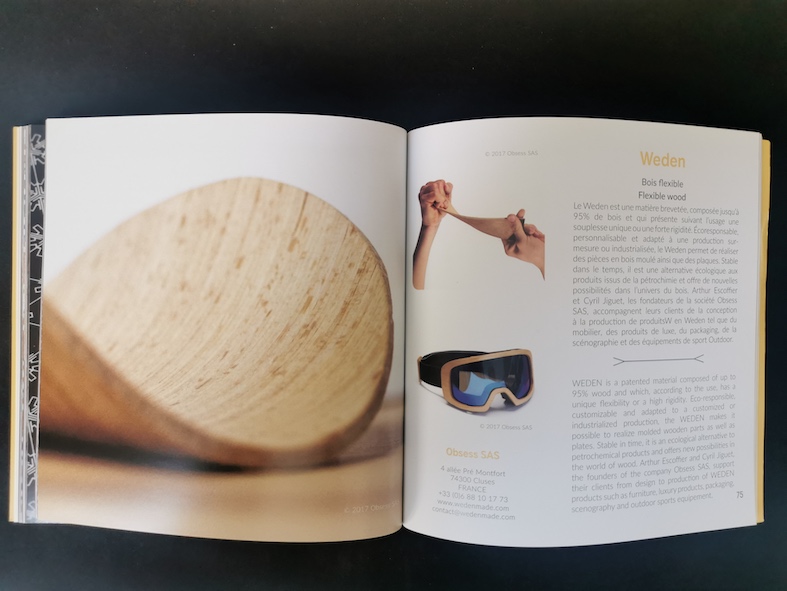 © 2017 Obsess SAS
© 2017 Obsess SAS
© 2017 Obsess SAS
Obsess SAS
4 allée Pré Montfort
74300 Cluses
FRANCE
+33 (0)6 88 10 17 73
www.wedenmade.com
contact@wedenmade.com
Weden
Bois flexible
Flexible wood
Le Weden est une matière brevetée, composée jusqu'à
95% de bois et qui présente suivant l'usage une
souplesse unique ou une forte rigidité. Écoresponsable,
personnalisable et adapté à une production sur-
mesure ou industrialisée, le Weden permet de réaliser
des pièces en bois moulé ainsi que des plaques. Stable
dans le temps, il est une alternative écologique aux
produits issus de la pétrochimie et offre de nouvelles
possibilités dans l'univers du bois. Arthur Escoffier
et Cyril Jiguet, les fondateurs de la société Obsess
SAS, accompagnent leurs clients de la conception
à la production de produitsW en Weden tel que du
mobilier, des produits de luxe, du packaging, de la
scénographie et des équipements de sport Outdoor.
WEDEN is a patented material composed of up to
95% wood and which, according to the use, has a
unique flexibility or a high rigidity. Eco-responsible,
customizable and adapted to a customized or
industrialized production, the WEDEN makes it
possible to realize molded wooden parts as well as
plates. Stable in time, it is an ecological alternative to
petrochemical products and offers new possibilities in
the world of wood. Arthur Escoffier and Cyril Jiguet,
the founders of the company Obsess SAS, support
their clients from design to production of WEDEN
products such as furniture, luxury products, packaging,
scenography and outdoor sports equipment.
75